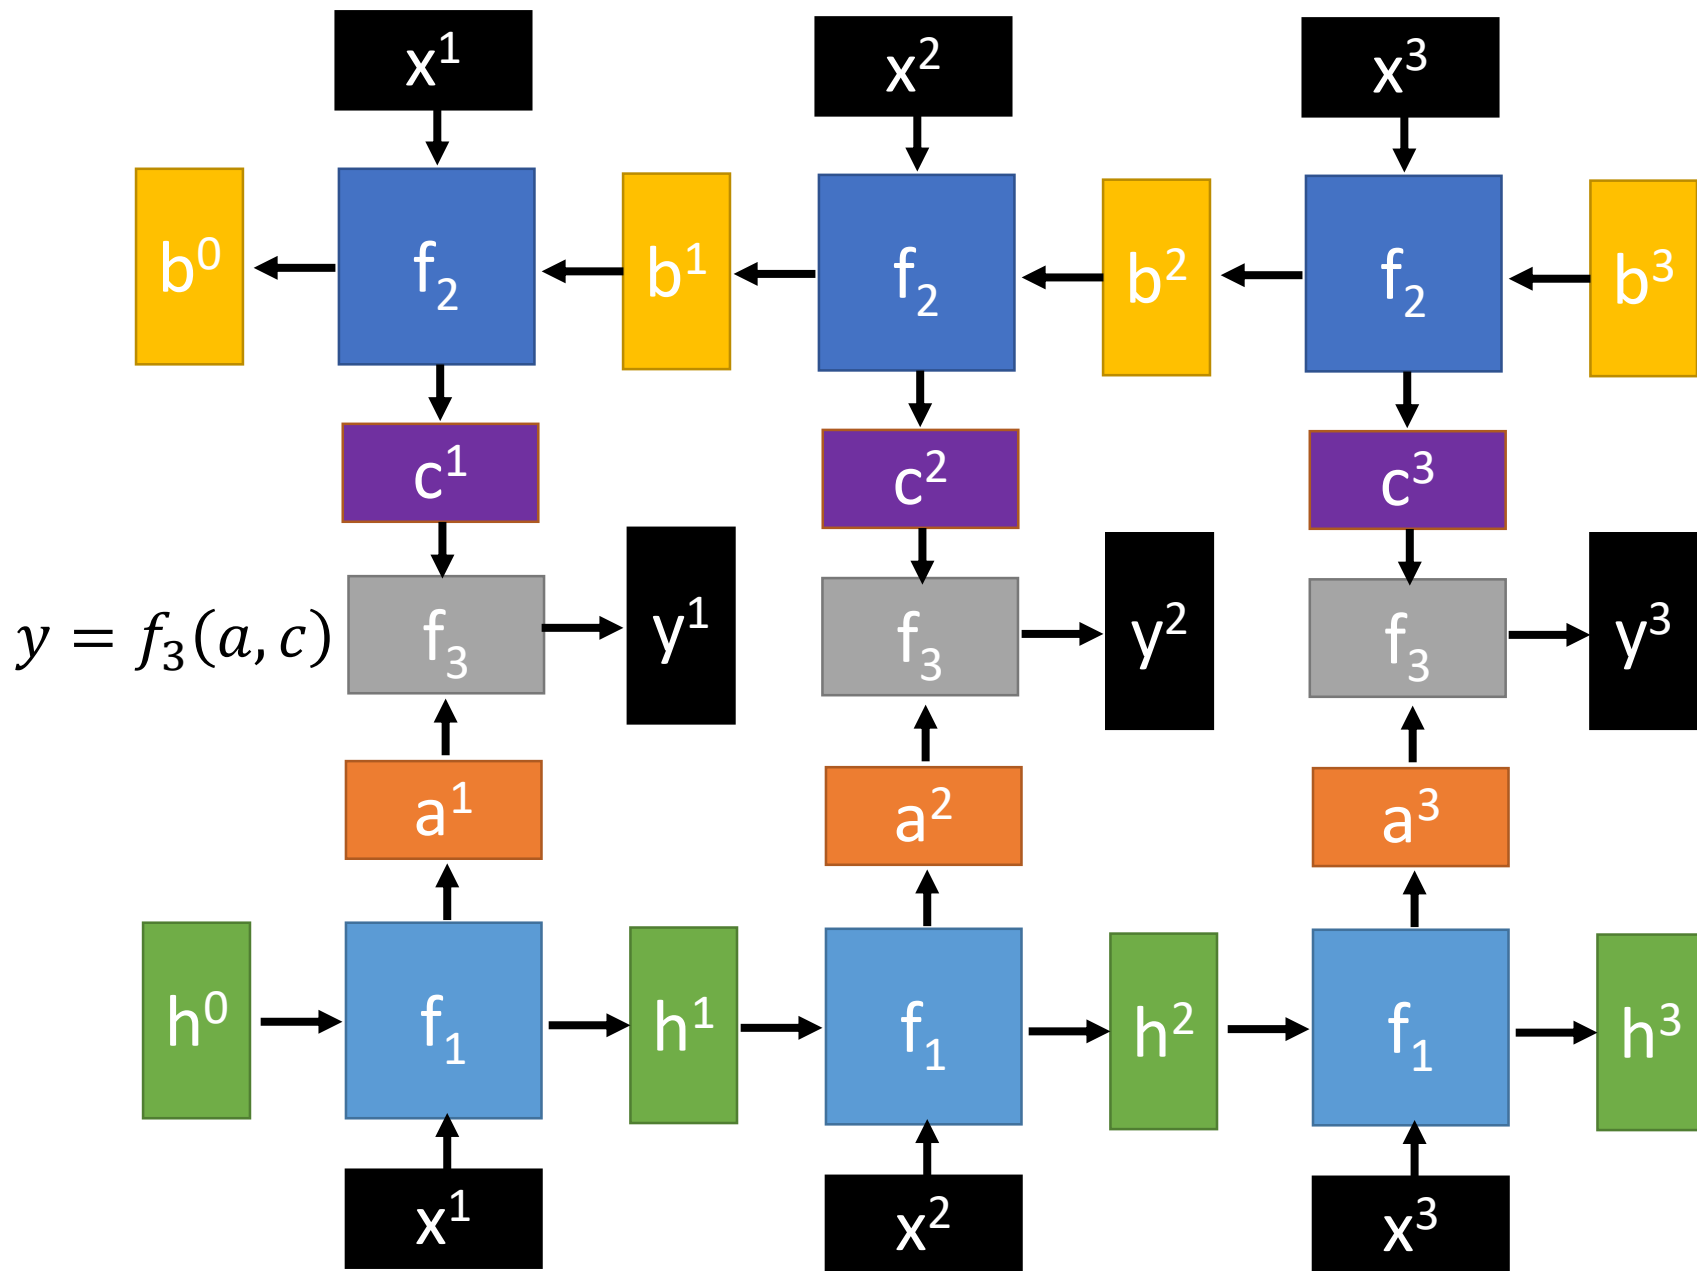 x¹ x² x³
b⁰ f₂ b¹ f₂ b² f₂ b³
c¹ c² c³
y = f₃(a, c) f₃ y¹ f₃ y² f₃ y³
a¹ a² a³
h⁰ f₁ h¹ f₁ h² f₁ h³
x¹ x² x³